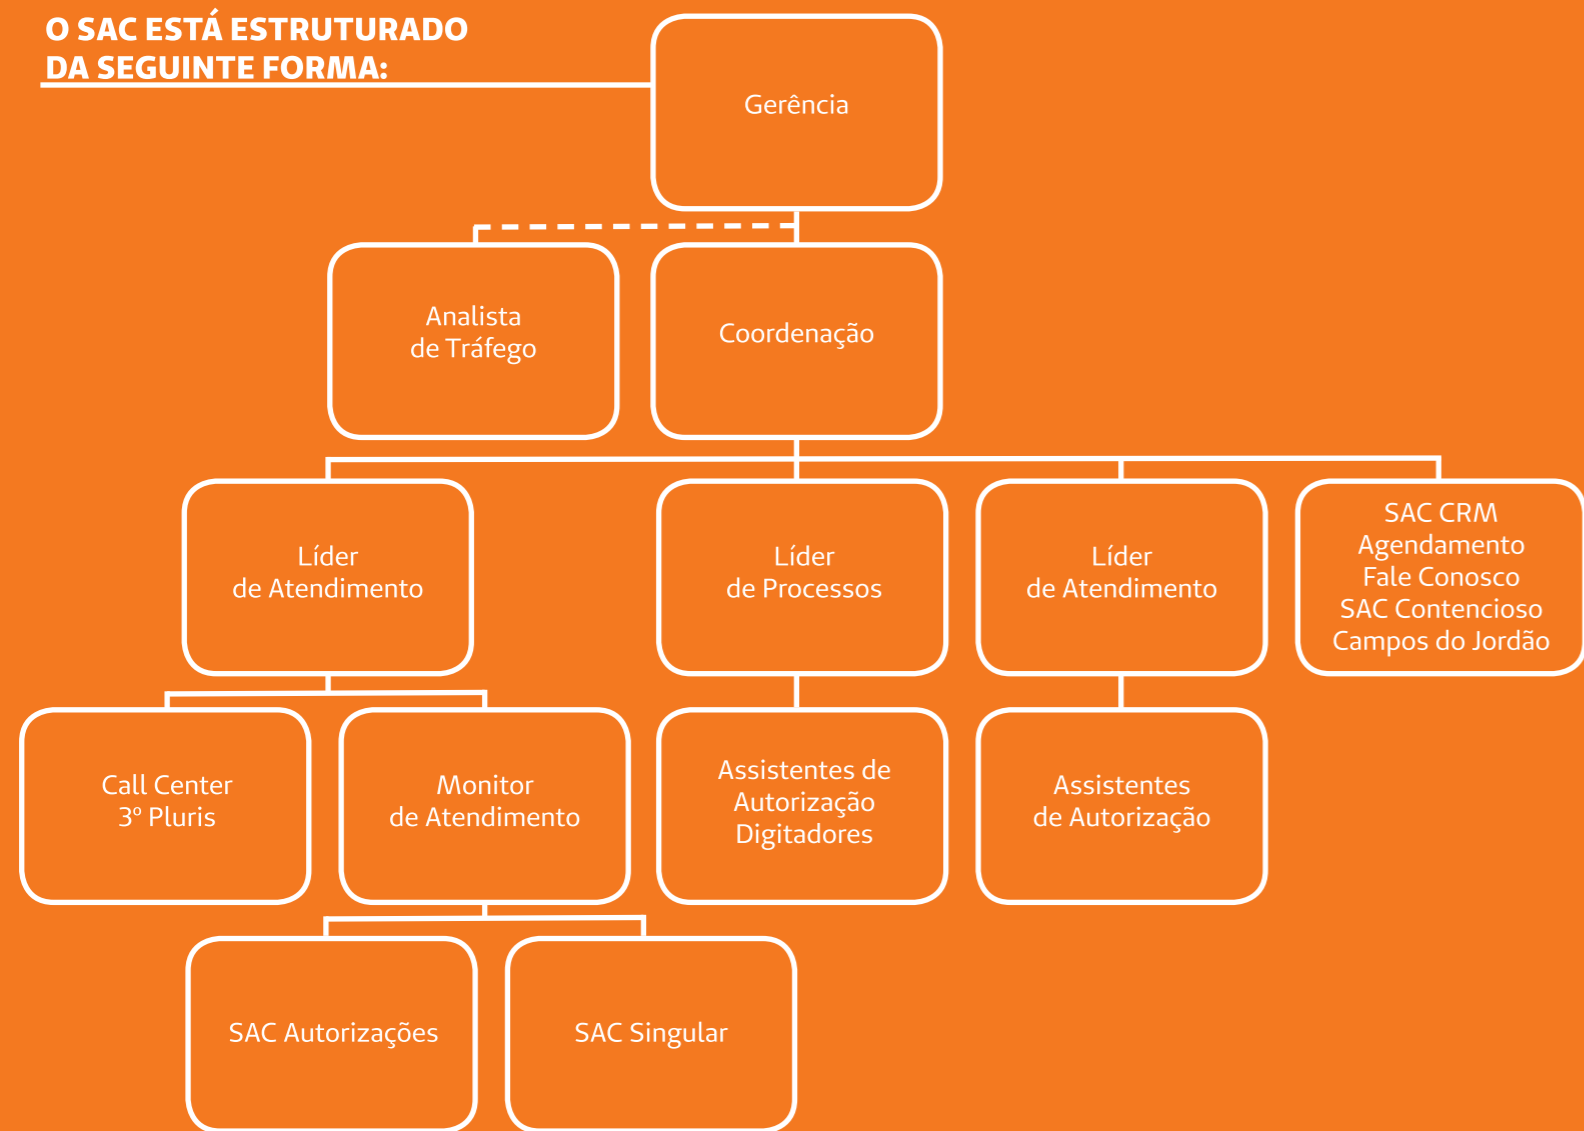 O SAC ESTÁ ESTRUTURADO
DA SEGUINTE FORMA:
Gerência
Analista
de Tráfego
Coordenação
Líder
de Atendimento
Líder
de Processos
Líder
de Atendimento
SAC CRM
Agendamento
Fale Conosco
SAC Contencioso
Campos do Jordão
Call Center
3º Pluris
Monitor
de Atendimento
Assistentes de
Autorização
Digitadores
Assistentes
de Autorização
SAC Autorizações
SAC Singular